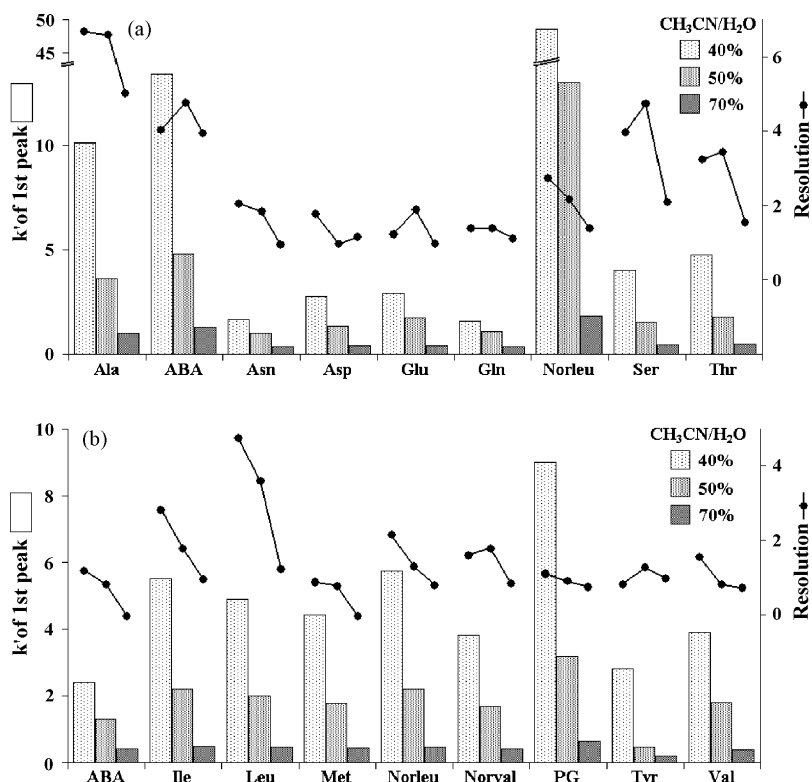 (a)
CH₃CN/H₂O
40%
50%
70%
50
45
10
5
0
k' of 1st peak
6
4
2
0
Resolution
Ala ABA Asn Asp Glu Gln Norleu Ser Thr
(b)
CH₃CN/H₂O
40%
50%
70%
10
8
6
4
2
0
k' of 1st peak
4
2
0
Resolution
ABA Ile Leu Met Norleu Norval PG Tyr Val